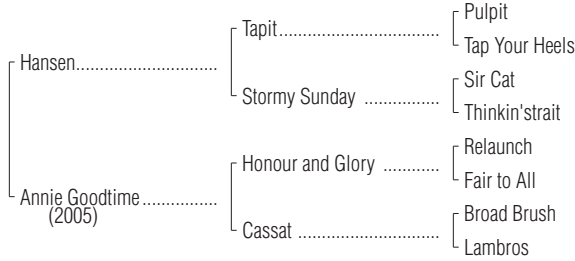 Pulpit
Tapit
Tap Your Heels
Hansen
Sir Cat
Stormy Sunday
Thinkin'strait
Relaunch
Honour and Glory
Fair to All
Annie Goodtime
(2005)
Broad Brush
Cassat
Lambros